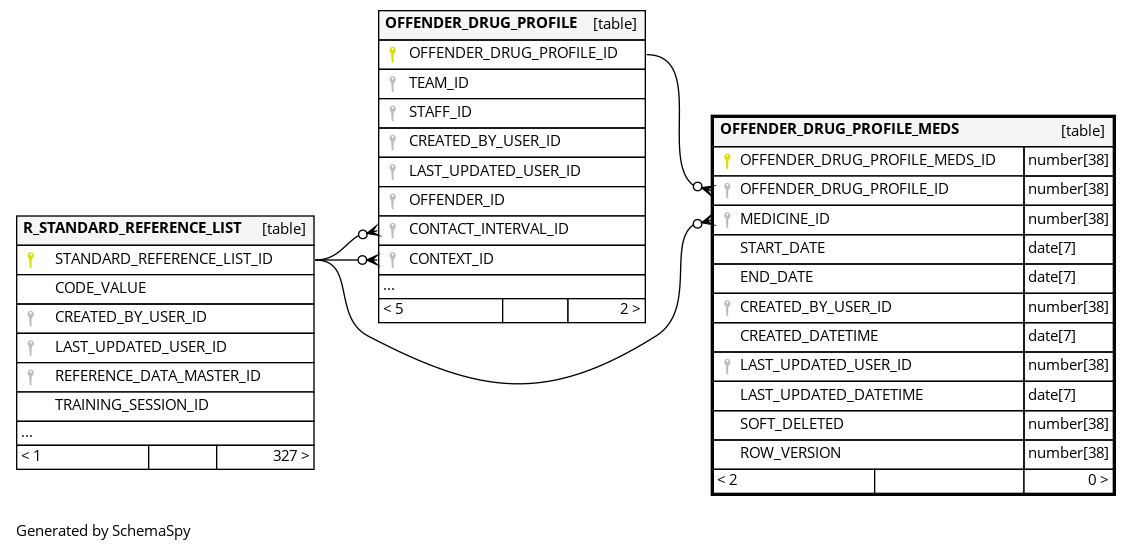 OFFENDER_DRUG_PROFILE [table]
OFFENDER_DRUG_PROFILE_ID
TEAM_ID
STAFF_ID
CREATED_BY_USER_ID
LAST_UPDATED_USER_ID
OFFENDER_ID
CONTACT_INTERVAL_ID
CONTEXT_ID
...
< 5 2 >
OFFENDER_DRUG_PROFILE_MEDS [table]
OFFENDER_DRUG_PROFILE_MEDS_ID number[38]
OFFENDER_DRUG_PROFILE_ID number[38]
MEDICINE_ID number[38]
START_DATE date[7]
END_DATE date[7]
CREATED_BY_USER_ID number[38]
CREATED_DATETIME date[7]
LAST_UPDATED_USER_ID number[38]
LAST_UPDATED_DATETIME date[7]
SOFT_DELETED number[38]
ROW_VERSION number[38]
< 2 0 >
R_STANDARD_REFERENCE_LIST [table]
STANDARD_REFERENCE_LIST_ID
CODE_VALUE
CREATED_BY_USER_ID
LAST_UPDATED_USER_ID
REFERENCE_DATA_MASTER_ID
TRAINING_SESSION_ID
...
< 1 327 >
Generated by SchemaSpy